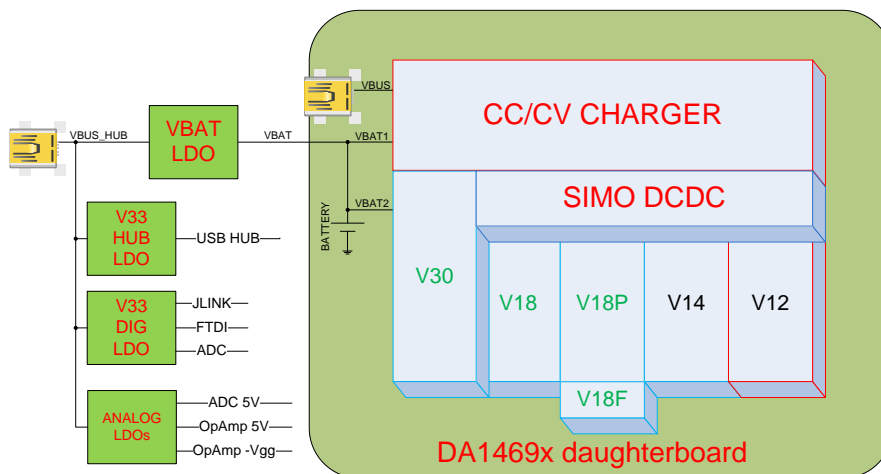 VBUS
CC/CV CHARGER
VBUS_HUB
VBAT
LDO
VBAT
VBAT1
SIMO DCDC
VBAT2
BATTERY
V33
HUB
LDO
USB HUB
V30
V18
V18P
V14
V12
V33
DIG
LDO
JLINK
FTDI
ADC
V18F
ANALOG
LDOs
ADC 5V
OpAmp 5V
OpAmp -Vgg
DA1469x daughterboard